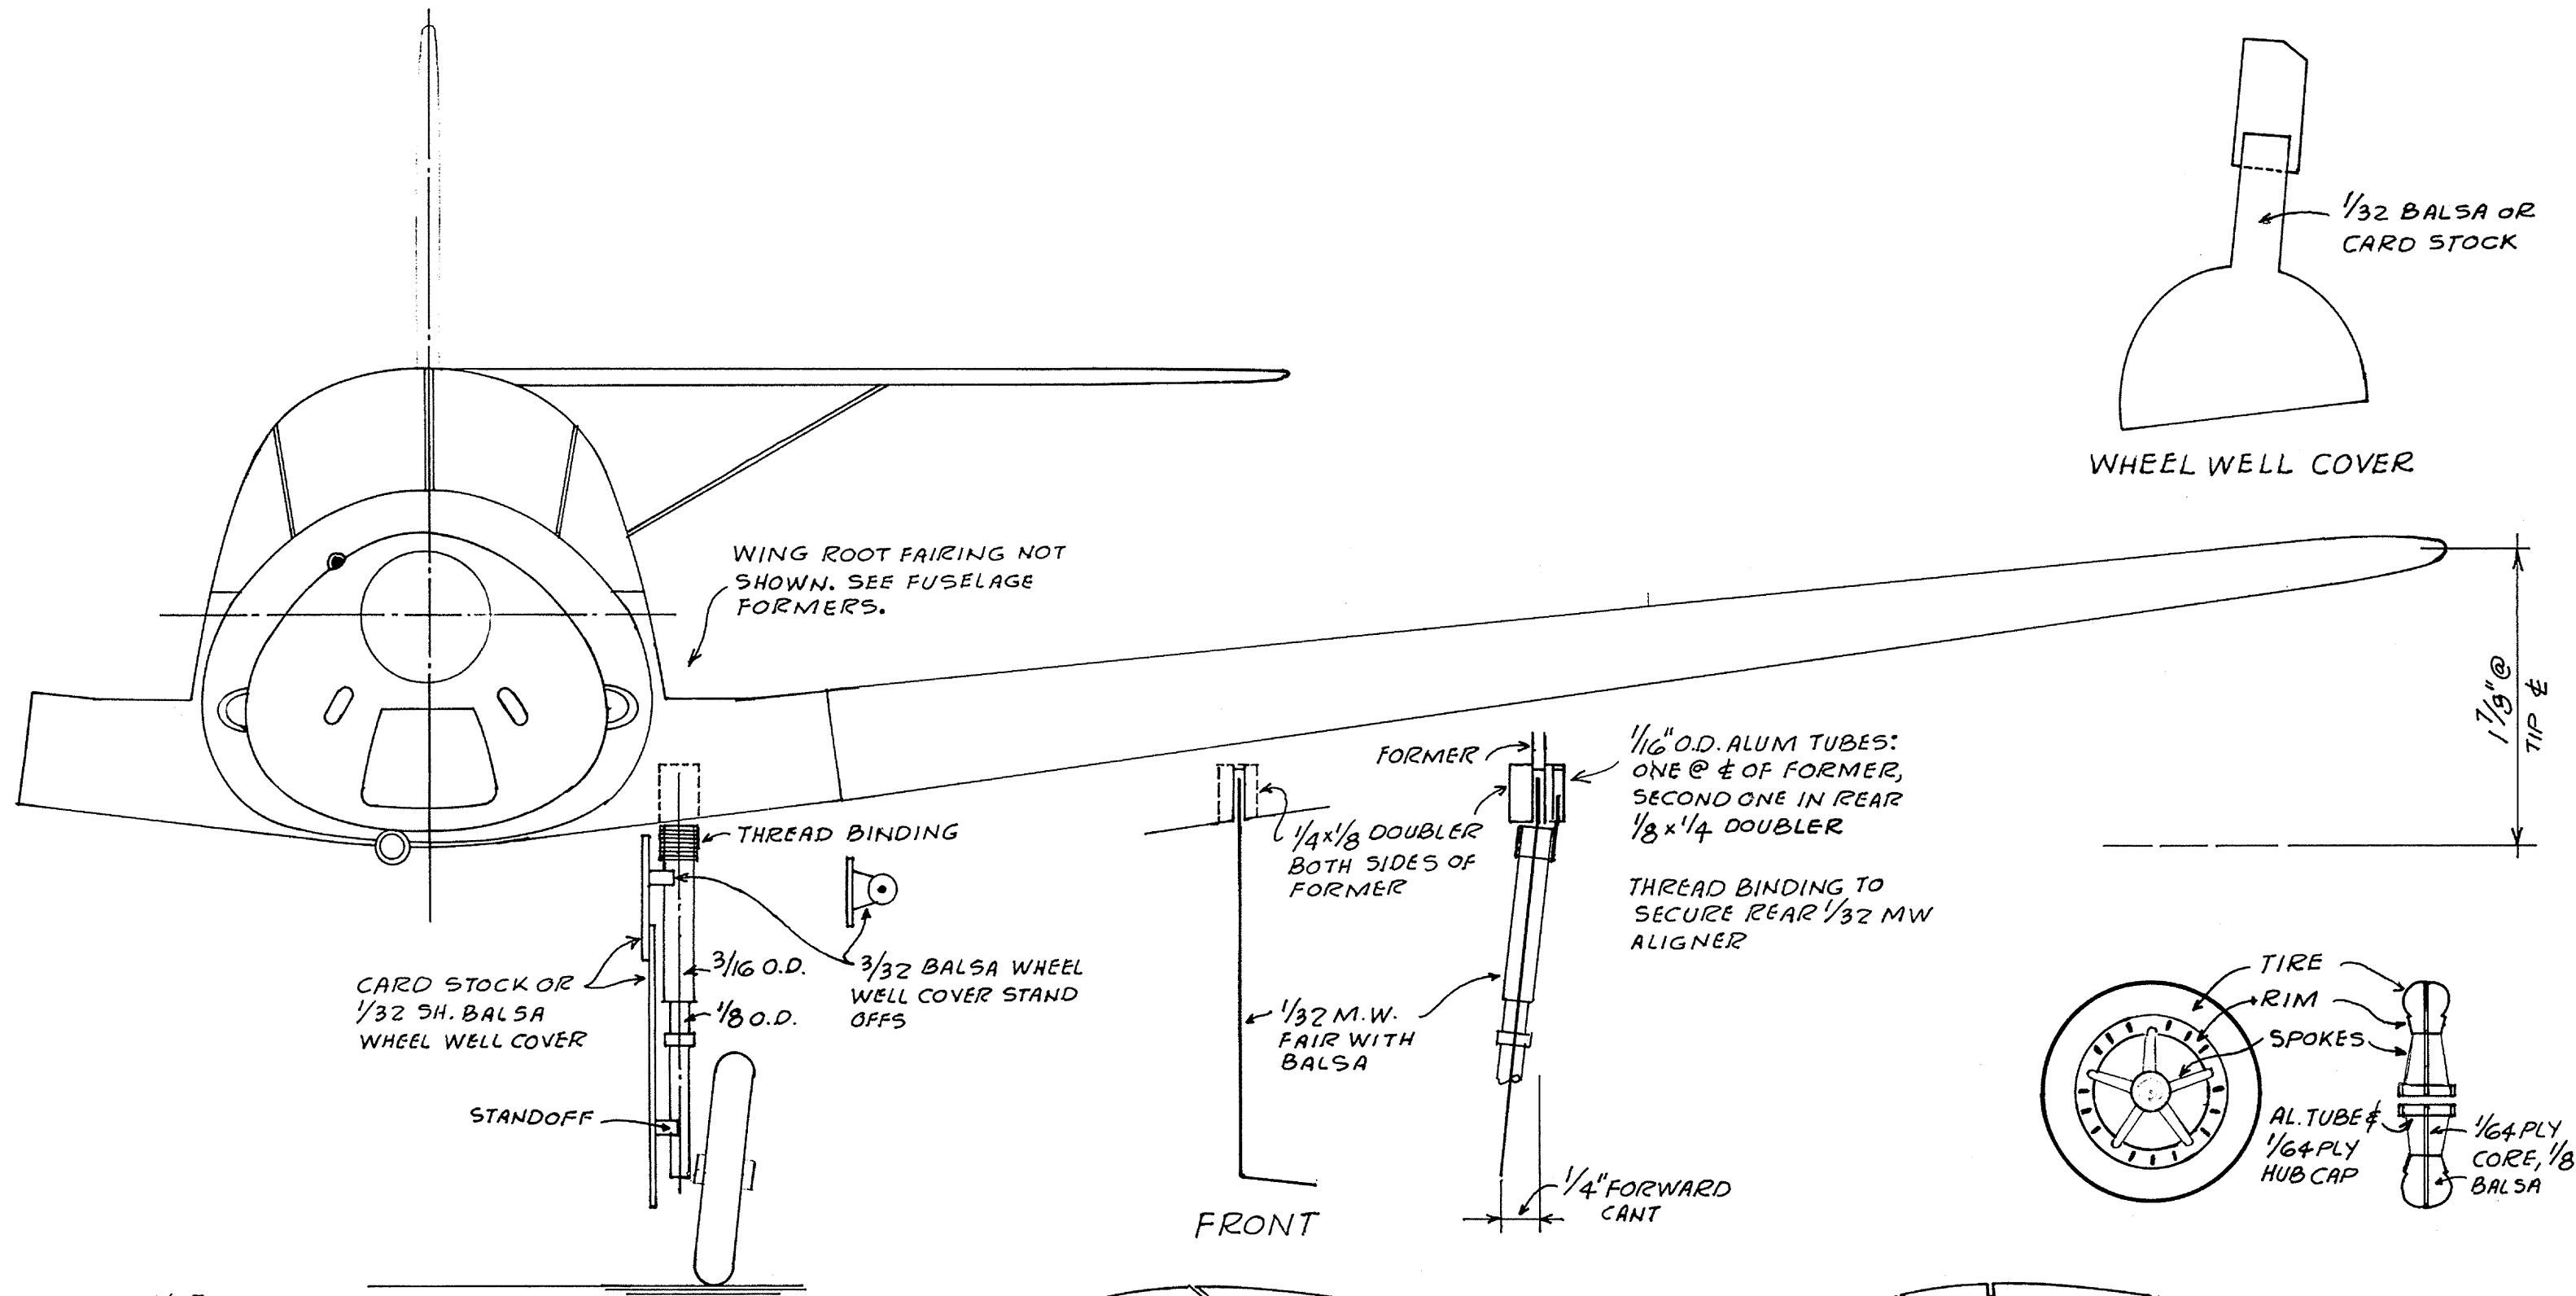 1/32 BALSA OR
CARD STOCK
WHEEL WELL COVER
WING ROOT FAIRING NOT
SHOWN. SEE FUSELAGE
FORMERS.
1 7/8" @
TIP ℄
FORMER
1/16" O.D. ALUM TUBES:
ONE @ ℄ OF FORMER,
SECOND ONE IN REAR
1/8 x 1/4 DOUBLER
THREAD BINDING
1/4 x 1/8 DOUBLER
BOTH SIDES OF
FORMER
THREAD BINDING TO
SECURE REAR 1/32 MW
ALIGNER
CARD STOCK OR
1/32 SH. BALSA
WHEEL WELL COVER
3/16 O.D.
1/8 O.D.
3/32 BALSA WHEEL
WELL COVER STAND
OFFS
1/32 M.W.
FAIR WITH
BALSA
STANDOFF
TIRE
RIM
SPOKES
AL. TUBE &
1/64 PLY
HUB CAP
1/64 PLY
CORE, 1/8
BALSA
1/4" FORWARD
CANT
FRONT